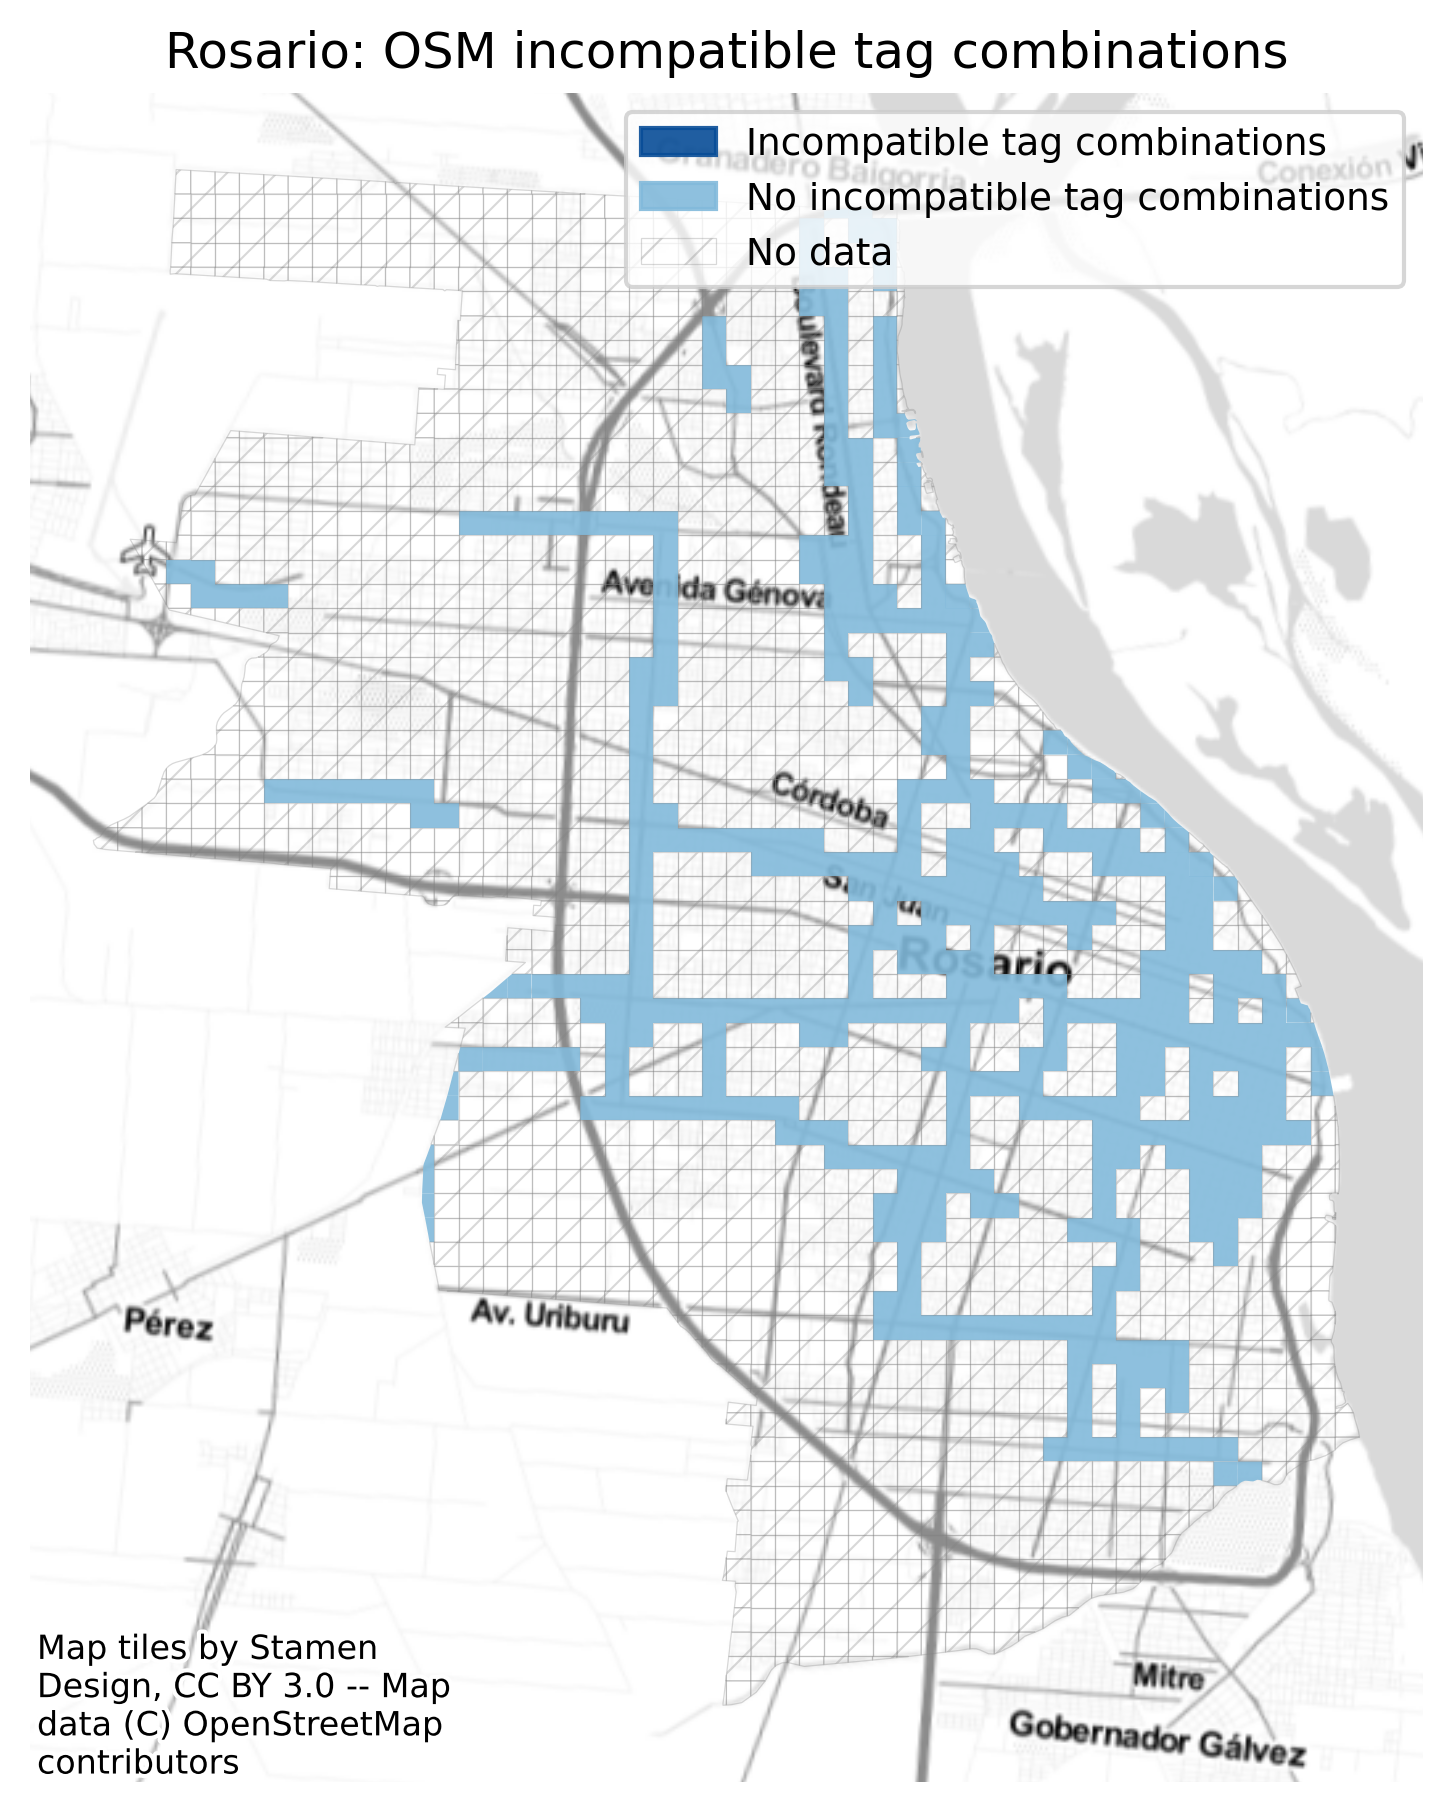 Rosario: OSM incompatible tag combinations
Incompatible tag combinations
No incompatible tag combinations
No data
Granadero Baigorria
Conexión Vi
Boulevard Rondeau
Avenida Génova
Córdoba
San Juan
Rosario
Av. Uriburu
Pérez
Mitre
Gobernador Gálvez
Map tiles by Stamen
Design, CC BY 3.0 -- Map
data (C) OpenStreetMap
contributors